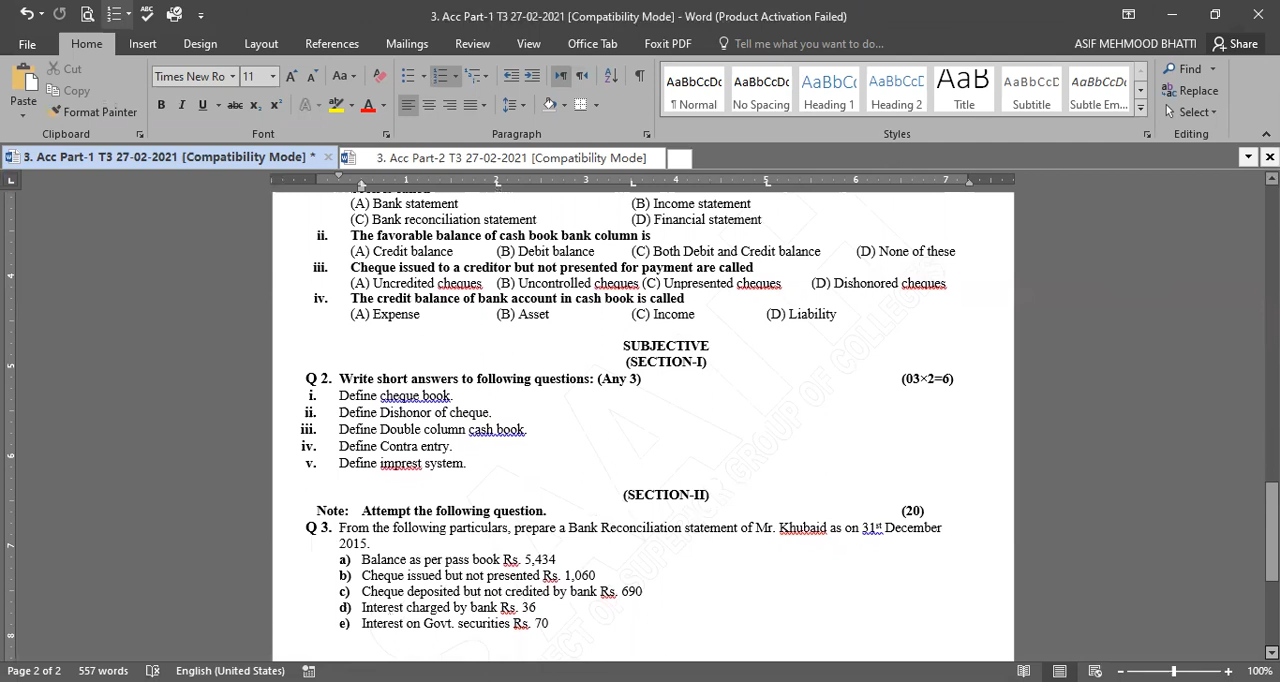 3. Acc Part-1 T3 27-02-2021 [Compatibility Mode] - Word (Product Activation Failed)
File Home Insert Design Layout References Mailings Review View Office Tab Foxit PDF Tell me what you want to do... ASIF MEHMOOD BHATTI Share
Cut
Copy
Format Painter
Paste
Times New Ro 11
AaBbCcDc AaBbCcDc AaBbC AaBbCcD AaB AaBbCcD AaBbCcDc
¶ Normal No Spacing Heading 1 Heading 2 Title Subtitle Subtle Em...
Find
Replace
Select
Clipboard Font Paragraph Styles Editing
3. Acc Part-1 T3 27-02-2021 [Compatibility Mode] * 3. Acc Part-2 T3 27-02-2021 [Compatibility Mode]
1 2 3 4 5 6 7
(A) Bank statement (B) Income statement
(C) Bank reconciliation statement (D) Financial statement
ii. The favorable balance of cash book bank column is
(A) Credit balance (B) Debit balance (C) Both Debit and Credit balance (D) None of these
iii. Cheque issued to a creditor but not presented for payment are called
(A) Uncredited cheques (B) Uncontrolled cheques (C) Unpresented cheques (D) Dishonored cheques
iv. The credit balance of bank account in cash book is called
(A) Expense (B) Asset (C) Income (D) Liability
SUBJECTIVE
(SECTION-I)
Q 2. Write short answers to following questions: (Any 3) (03×2=6)
i. Define cheque book.
ii. Define Dishonor of cheque.
iii. Define Double column cash book.
iv. Define Contra entry.
v. Define imprest system.
(SECTION-II)
Note: Attempt the following question. (20)
Q 3. From the following particulars, prepare a Bank Reconciliation statement of Mr. Khubaid as on 31st December
2015.
a) Balance as per pass book Rs. 5,434
b) Cheque issued but not presented Rs. 1,060
c) Cheque deposited but not credited by bank Rs. 690
d) Interest charged by bank Rs. 36
e) Interest on Govt. securities Rs. 70
Page 2 of 2 557 words English (United States) 100%